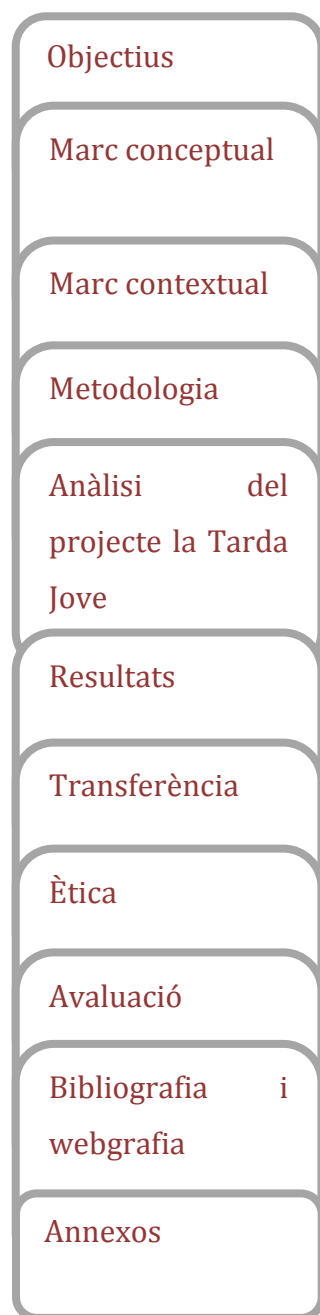 Objectius
Marc conceptual
Marc contextual
Metodologia
Anàlisi del
projecte la Tarda
Jove
Resultats
Transferència
Ètica
Avaluació
Bibliografia i
webgrafia
Annexos